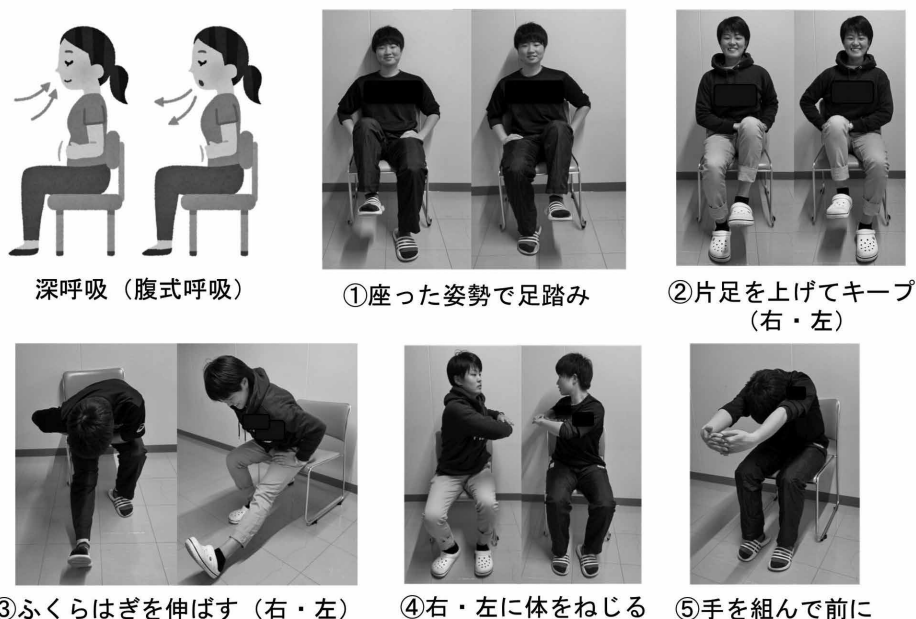 深呼吸（腹式呼吸）
①座った姿勢で足踏み
②片足を上げてキープ
（右・左）
③ふくらはぎを伸ばす（右・左）
④右・左に体をねじる
⑤手を組んで前に